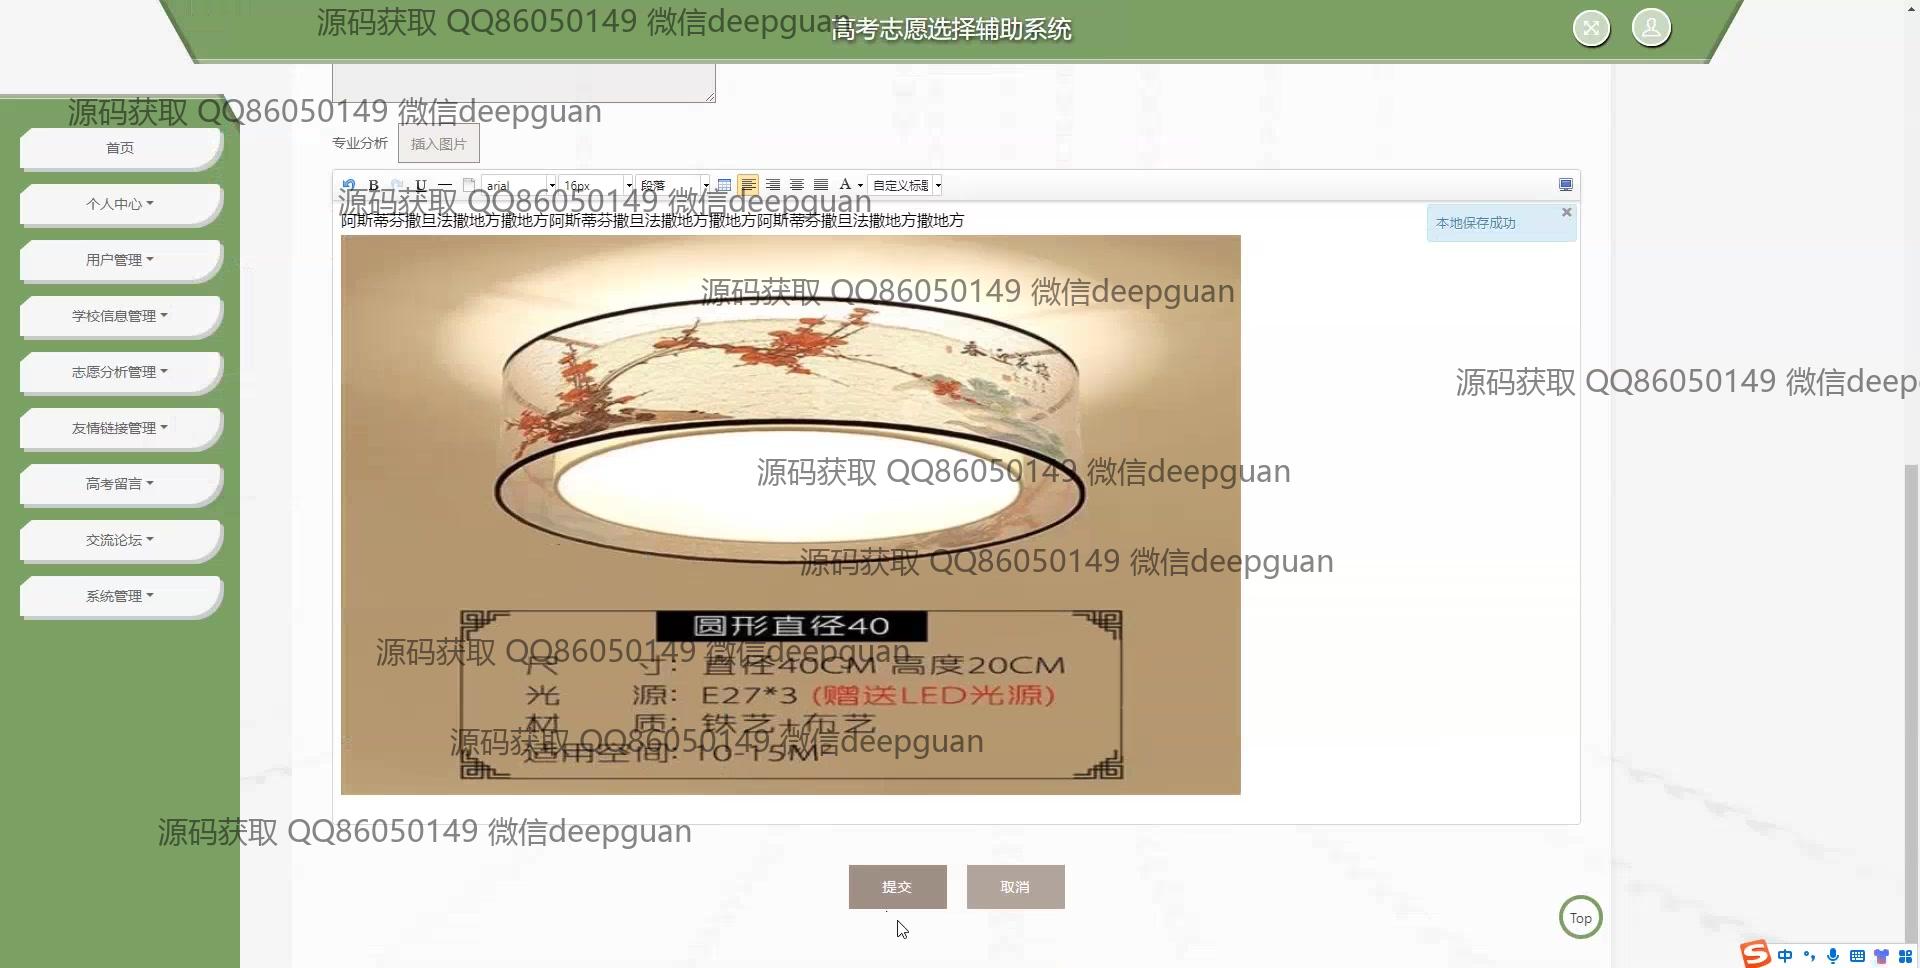 高考志愿选择辅助系统
源码获取 QQ86050149 微信deepguan
源码获取 QQ86050149 微信deepguan
首页
个人中心
用户管理
学校信息管理
志愿分析管理
友情链接管理
高考留言
交流论坛
系统管理
专业分析
插入图片
B U arial 16px 段落 A 自定义标题
源码获取 QQ86050149 微信deepguan
阿斯蒂芬撒旦法撒地方撒地方阿斯蒂芬撒旦法撒地方撒地方阿斯蒂芬撒旦法撒地方撒地方
本地保存成功
源码获取 QQ86050149 微信deepguan
源码获取 QQ86050149 微信deep
源码获取 QQ86050149 微信deepguan
源码获取 QQ86050149 微信deepguan
圆形直径40
源码获取 QQ86050149 微信deepguan
尺 寸: 直径40CM 高度20CM
光 源: E27*3 (赠送LED光源)
材 质: 铁艺+布艺
源码获取 QQ86050149 微信deepguan
适用空间: 10-15M²
源码获取 QQ86050149 微信deepguan
提交
取消
Top
中